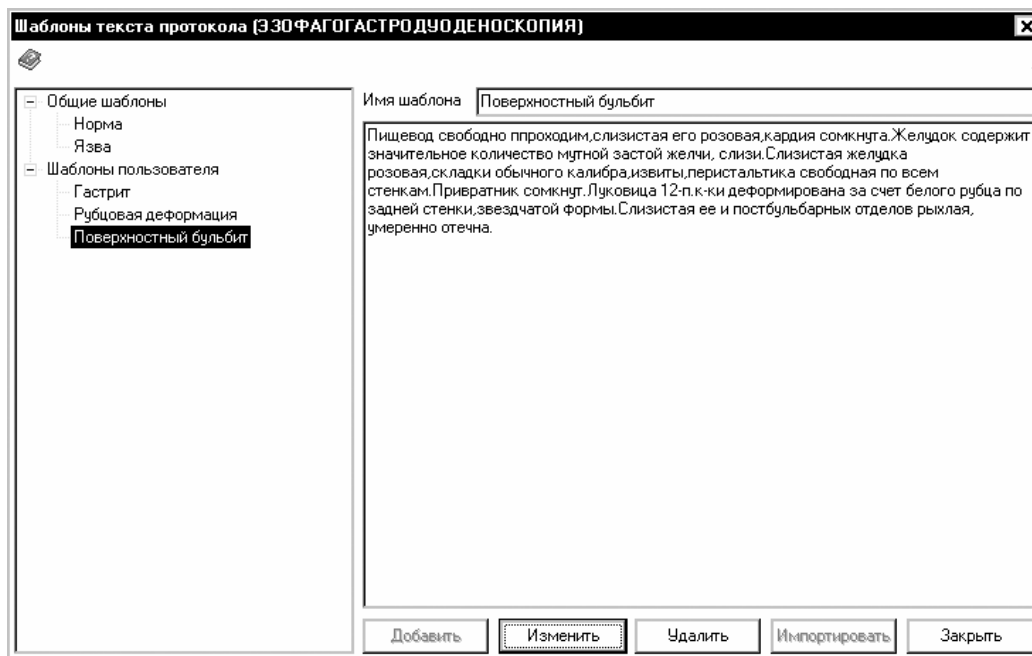 Шаблоны текста протокола (ЭЗОФАГОГАСТРОДУОДЕНОСКОПИЯ)
Общие шаблоны
Норма
Язва
Шаблоны пользователя
Гастрит
Рубцовая деформация
Поверхностный бульбит
Имя шаблона Поверхностный бульбит
Пищевод свободно ппроходим,слизистая его розовая,кардия сомкнута.Желудок содержит
значительное количество мутной застой желчи, слизи.Слизистая желудка
розовая,складки обычного калибра,извиты,перистальтика свободная по всем
стенкам.Привратник сомкнут.Луковица 12-п.к-ки деформирована за счет белого рубца по
задней стенки,звездчатой формы.Слизистая ее и постбульбарных отделов рыхлая,
умеренно отечна.
Добавить Изменить Удалить Импортировать Закрыть